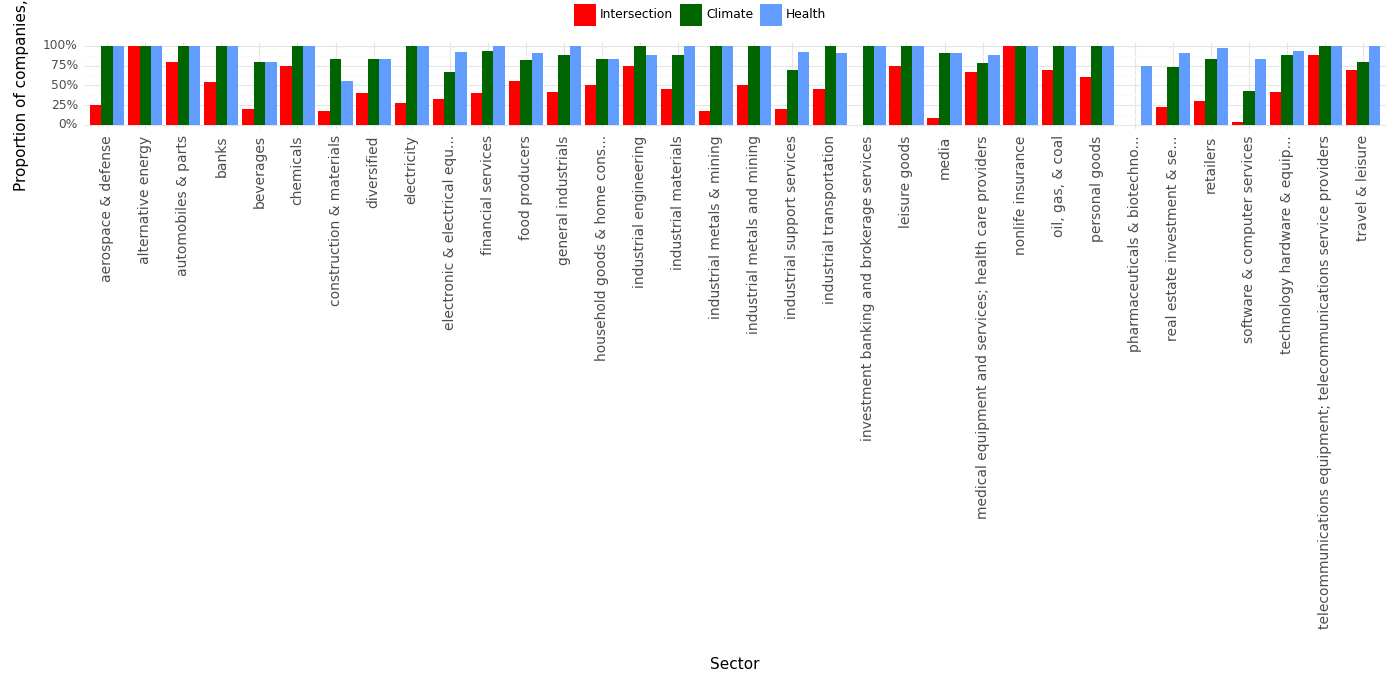 Intersection Climate Health
Proportion of companies,
100%
75%
50%
25%
0%
aerospace & defense
alternative energy
automobiles & parts
banks
beverages
chemicals
construction & materials
diversified
electricity
electronic & electrical equ...
financial services
food producers
general industrials
household goods & home cons...
industrial engineering
industrial materials
industrial metals & mining
industrial metals and mining
industrial support services
industrial transportation
investment banking and brokerage services
leisure goods
media
medical equipment and services; health care providers
nonlife insurance
oil, gas, & coal
personal goods
pharmaceuticals & biotechno...
real estate investment & se...
retailers
software & computer services
technology hardware & equip...
telecommunications equipment; telecommunications service providers
travel & leisure
Sector